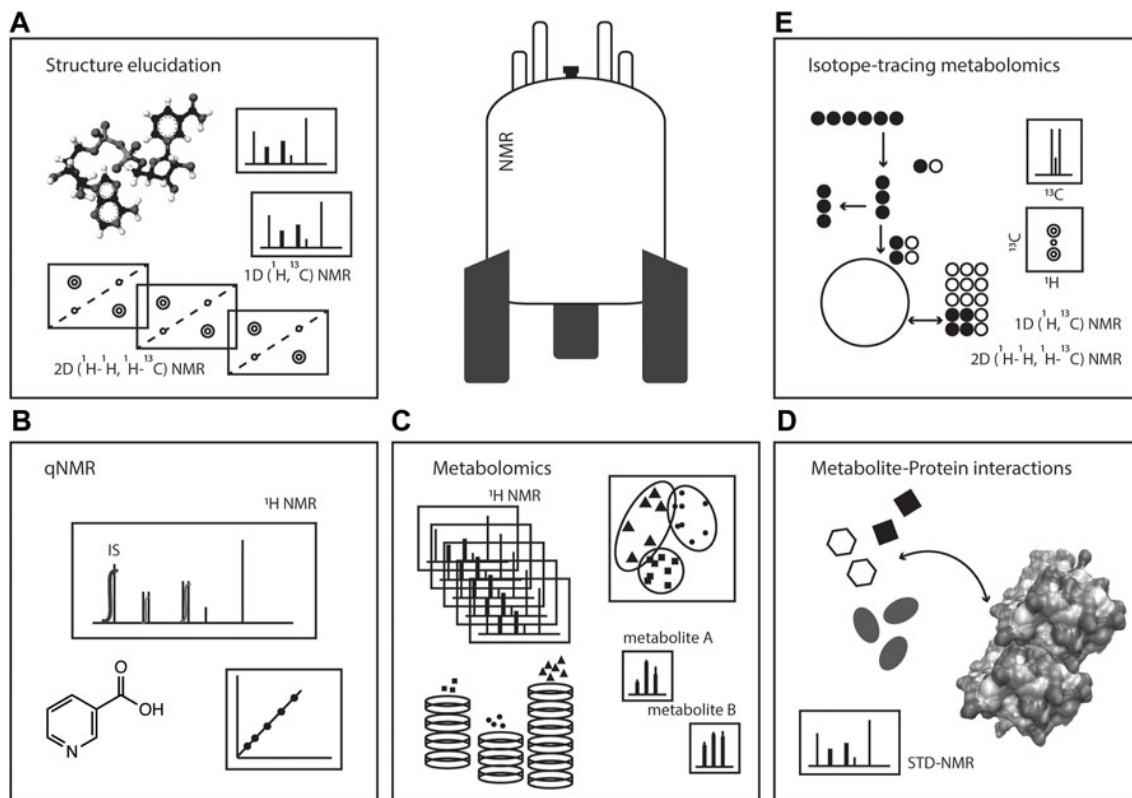 A
Structure elucidation
1D (¹H,¹³C) NMR
2D (¹H-¹H, ¹H-¹³C) NMR
NMR
E
Isotope-tracing metabolomics
¹³C
¹³C
¹H
1D (¹H,¹³C) NMR
2D (¹H-¹H, ¹H-¹³C) NMR
B
qNMR
¹H NMR
IS
O
OH
N
C
Metabolomics
¹H NMR
metabolite A
metabolite B
D
Metabolite-Protein interactions
STD-NMR